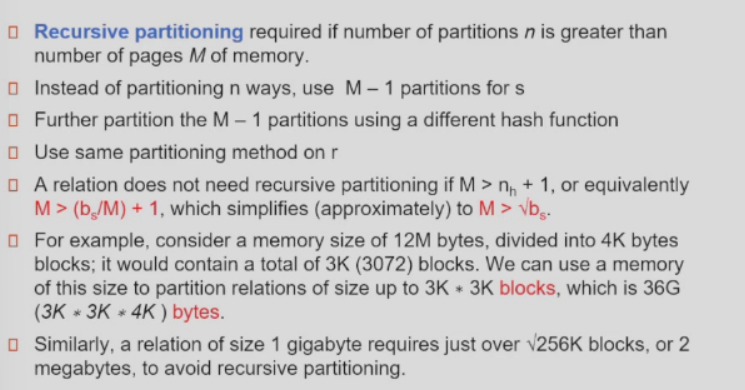 Recursive partitioning required if number of partitions n is greater than
number of pages M of memory.
Instead of partitioning n ways, use M – 1 partitions for s
Further partition the M – 1 partitions using a different hash function
Use same partitioning method on r
A relation does not need recursive partitioning if M > nₕ + 1, or equivalently
M > (bₛ/M) + 1, which simplifies (approximately) to M > √bₛ.
For example, consider a memory size of 12M bytes, divided into 4K bytes
blocks; it would contain a total of 3K (3072) blocks. We can use a memory
of this size to partition relations of size up to 3K * 3K blocks, which is 36G
(3K * 3K * 4K ) bytes.
Similarly, a relation of size 1 gigabyte requires just over √256K blocks, or 2
megabytes, to avoid recursive partitioning.